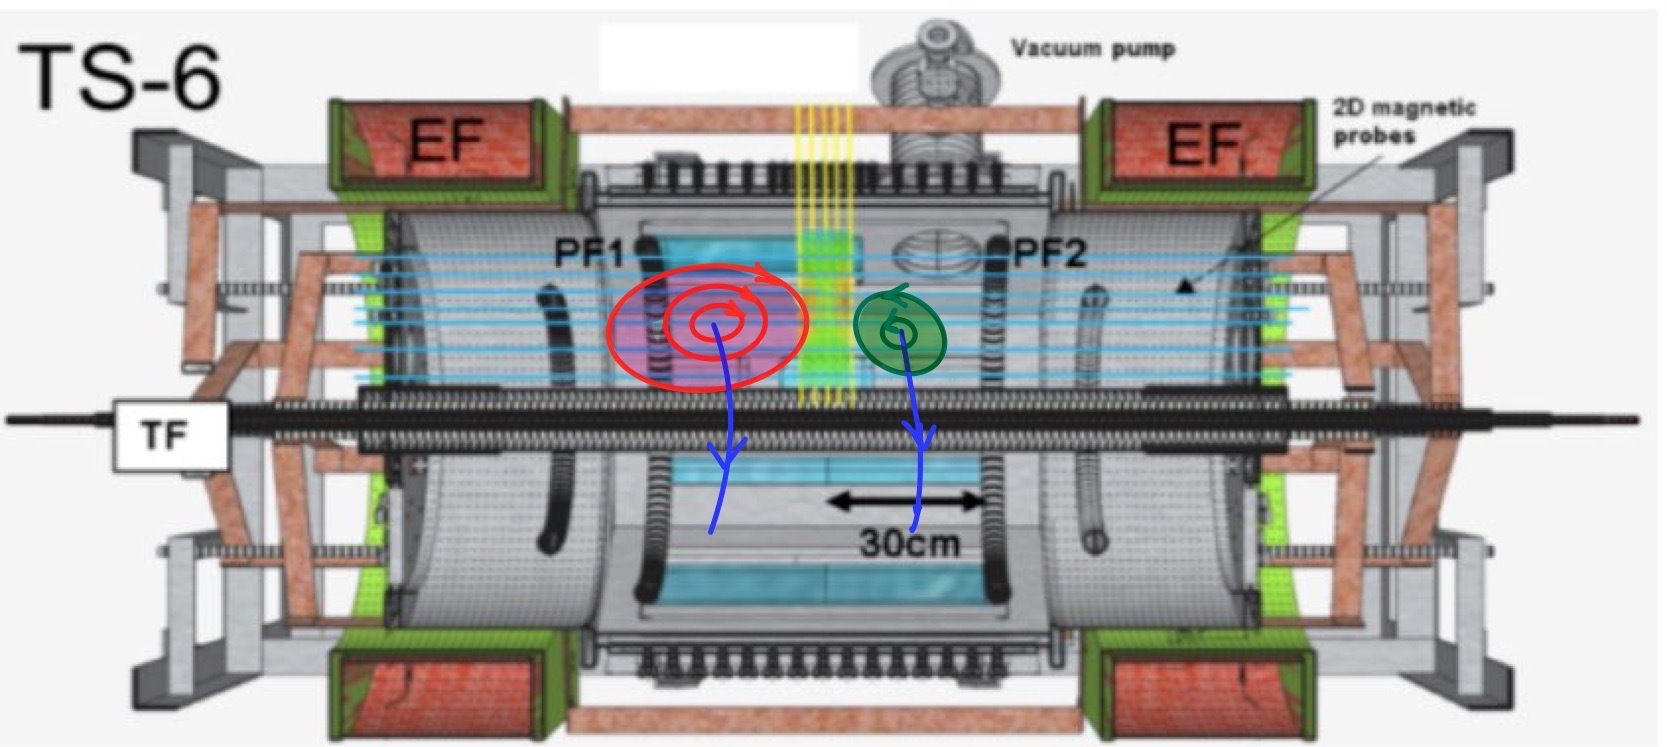 TS-6
Vacuum pump
2D magnetic
probes
EF
EF
PF1
PF2
TF
30cm